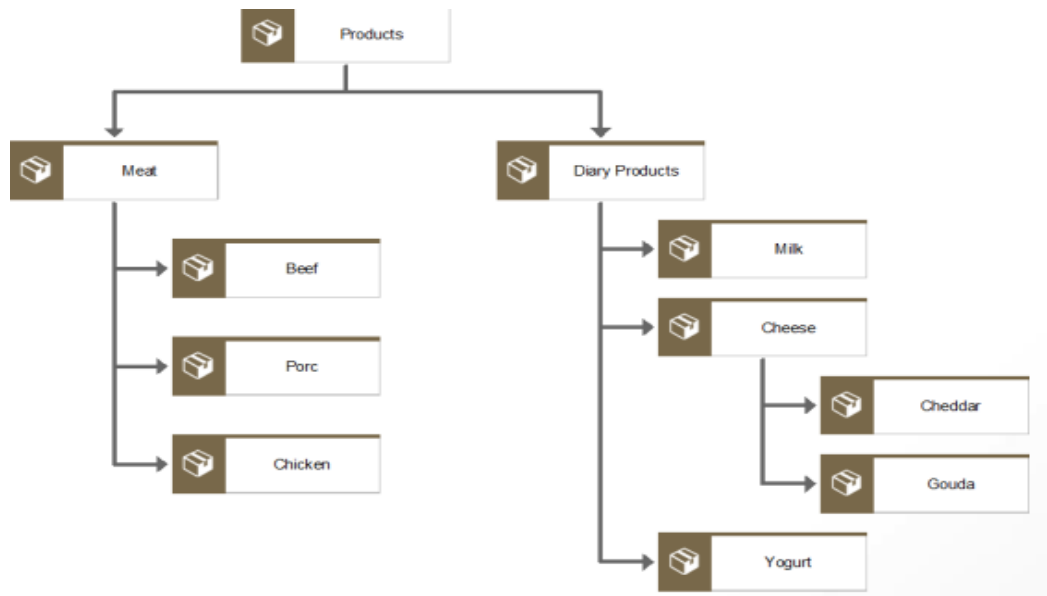 Products
Meat
Diary Products
Beef
Porc
Chicken
Milk
Cheese
Cheddar
Gouda
Yogurt